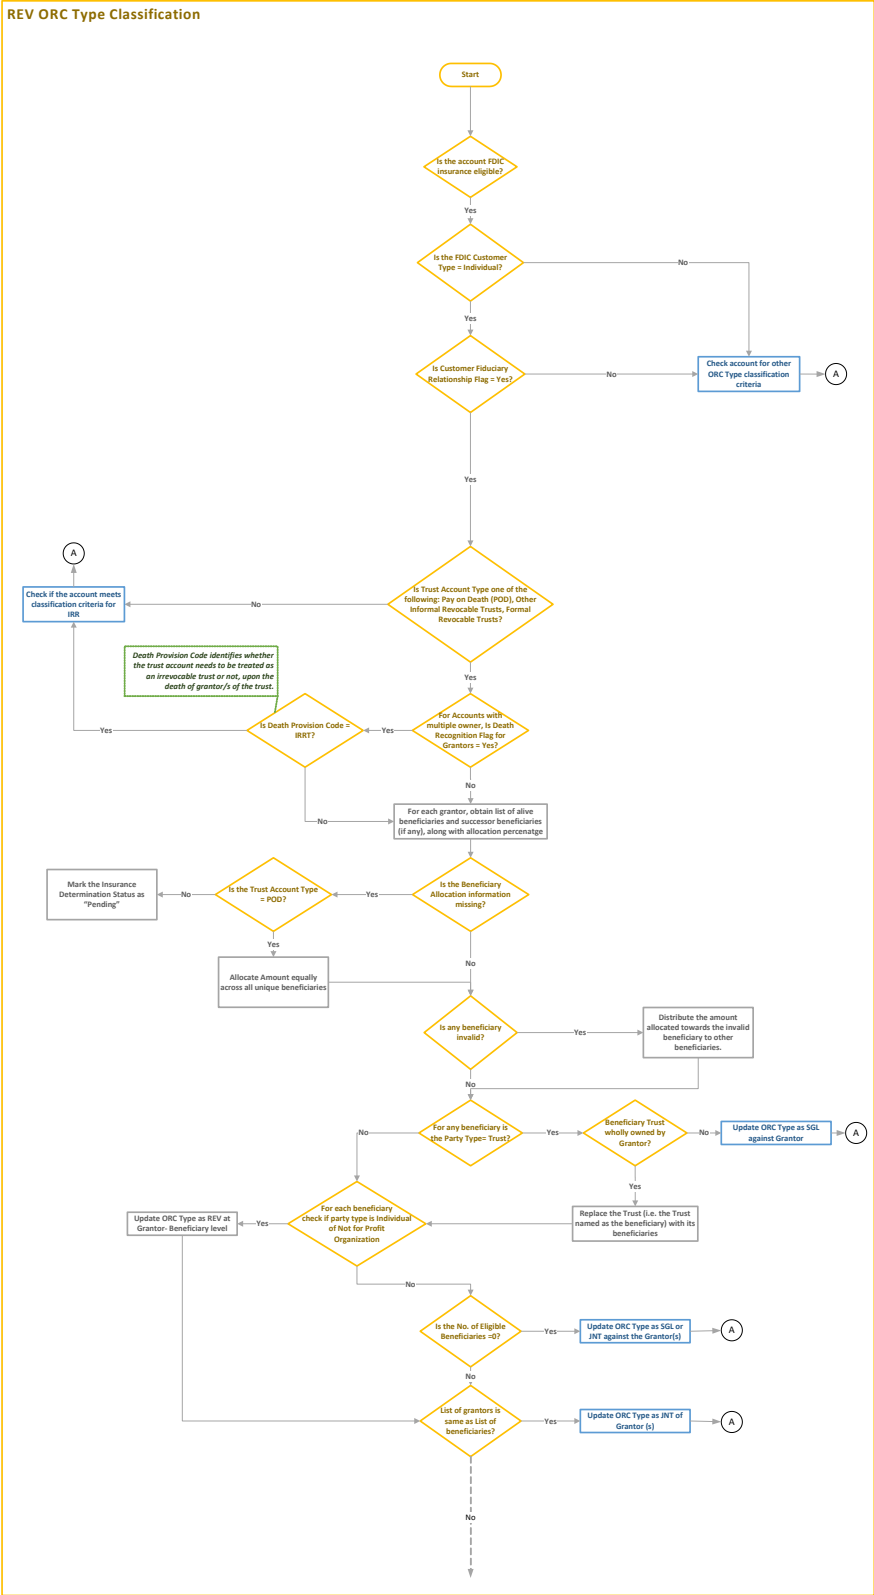 REV ORC Type Classification
Start
Is the account FDIC
insurance eligible?
Yes
Is the FDIC Customer
Type = Individual?
No
Yes
Is Customer Fiduciary
Relationship Flag = Yes?
No
Check account for other
ORC Type classification
criteria
A
Yes
A
Check if the account meets
classification criteria for
IRR
No
Is Trust Account Type one of the
following: Pay on Death (POD), Other
Informal Revocable Trusts, Formal
Revocable Trusts?
Yes
Death Provision Code identifies whether
the trust account needs to be treated as
an irrevocable trust or not, upon the
death of grantor/s of the trust.
Yes
Is Death Provision Code =
IRRT?
Yes
For Accounts with
multiple owner, Is Death
Recognition Flag for
Grantors = Yes?
No
No
For each grantor, obtain list of alive
beneficiaries and successor beneficiaries
(if any), along with allocation percenatge
Mark the Insurance
Determination Status as
"Pending"
No
Is the Trust Account Type
= POD?
Yes
Is the Beneficiary
Allocation information
missing?
Yes
No
Allocate Amount equally
across all unique beneficiaries
Is any beneficiary
invalid?
Yes
Distribute the amount
allocated towards the invalid
beneficiary to other
beneficiaries.
No
No
For any beneficiary is
the Party Type= Trust?
Yes
Beneficiary Trust
wholly owned by
Grantor?
No
Update ORC Type as SGL
against Grantor
A
Yes
Update ORC Type as REV at
Grantor- Beneficiary level
Yes
For each beneficiary
check if party type is Individual
of Not for Profit
Organization
Replace the Trust (i.e. the Trust
named as the beneficiary) with its
beneficiaries
No
Is the No. of Eligible
Beneficiaries =0?
Yes
Update ORC Type as SGL or
JNT against the Grantor(s)
A
No
List of grantors is
same as List of
beneficiaries?
Yes
Update ORC Type as JNT of
Grantor (s)
A
No